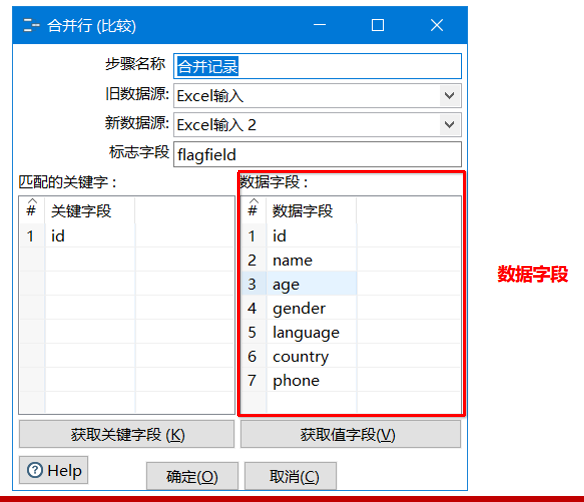 合并行 (比较)
步骤名称 合并记录
旧数据源: Excel输入
新数据源: Excel输入 2
标志字段 flagfield
匹配的关键字 :
# 关键字段
1 id
数据字段 :
# 数据字段
1 id
2 name
3 age
4 gender
5 language
6 country
7 phone
数据字段
获取关键字段 (K)
获取值字段(V)
Help
确定(O)
取消(C)